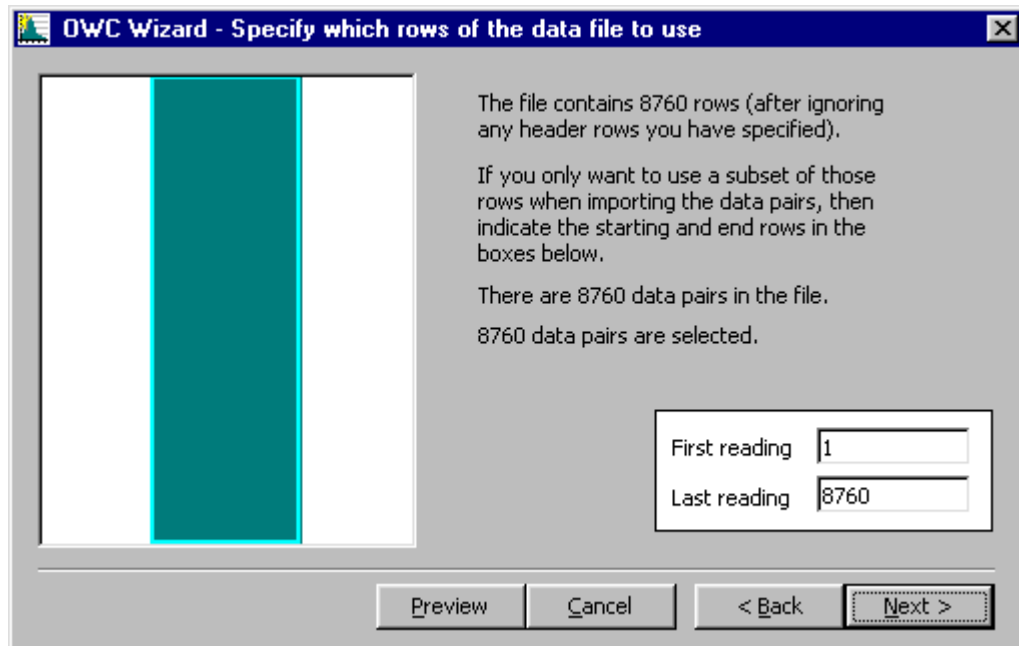 OWC Wizard - Specify which rows of the data file to use
The file contains 8760 rows (after ignoring
any header rows you have specified).
If you only want to use a subset of those
rows when importing the data pairs, then
indicate the starting and end rows in the
boxes below.
There are 8760 data pairs in the file.
8760 data pairs are selected.
First reading 1
Last reading 8760
Preview Cancel < Back Next >